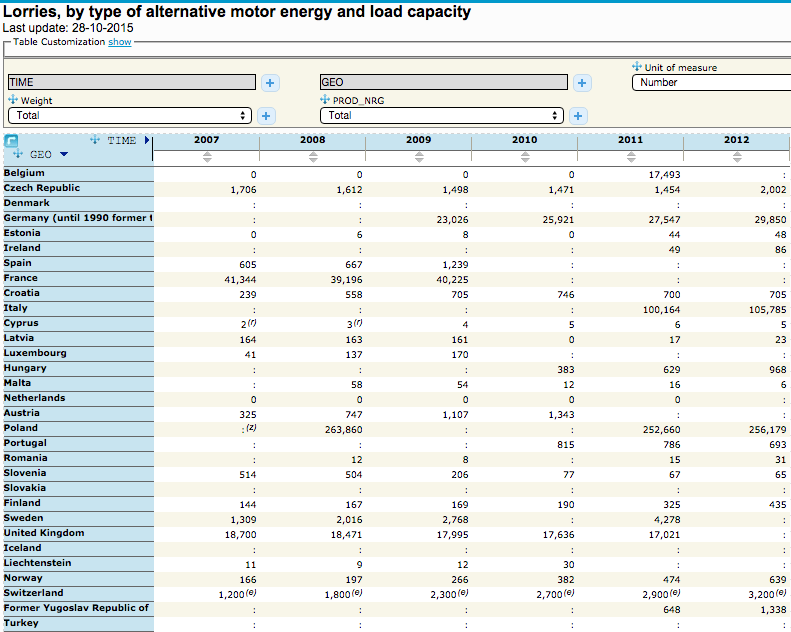 Lorries, by type of alternative motor energy and load capacity
Last update: 28-10-2015
Table Customization show
Unit of measure
TIME + GEO + Number
Weight PROD_NRG
Total + Total +
TIME 2007 2008 2009 2010 2011 2012
GEO
Belgium 0 0 0 0 17,493 :
Czech Republic 1,706 1,612 1,498 1,471 1,454 2,002
Denmark : : : : : :
Germany (until 1990 former t : : 23,026 25,921 27,547 29,850
Estonia 0 6 8 0 44 48
Ireland : : : : 49 86
Spain 605 667 1,239 : : :
France 41,344 39,196 40,225 : : :
Croatia 239 558 705 746 700 705
Italy : : : : 100,164 105,785
Cyprus 2(r) 3(r) 4 5 6 5
Latvia 164 163 161 0 17 23
Luxembourg 41 137 170 : : :
Hungary : : : 383 629 968
Malta : 58 54 12 16 6
Netherlands 0 0 0 0 0 :
Austria 325 747 1,107 1,343 : :
Poland :(z) 263,860 : : 252,660 256,179
Portugal : : : 815 786 693
Romania : 12 8 : 15 31
Slovenia 514 504 206 77 67 65
Slovakia : : : : : :
Finland 144 167 169 190 325 435
Sweden 1,309 2,016 2,768 : 4,278 :
United Kingdom 18,700 18,471 17,995 17,636 17,021 :
Iceland : : : : : :
Liechtenstein 11 9 12 30 : :
Norway 166 197 266 382 474 639
Switzerland 1,200(e) 1,800(e) 2,300(e) 2,700(e) 2,900(e) 3,200(e)
Former Yugoslav Republic of : : : : 648 1,338
Turkey : : : : : :